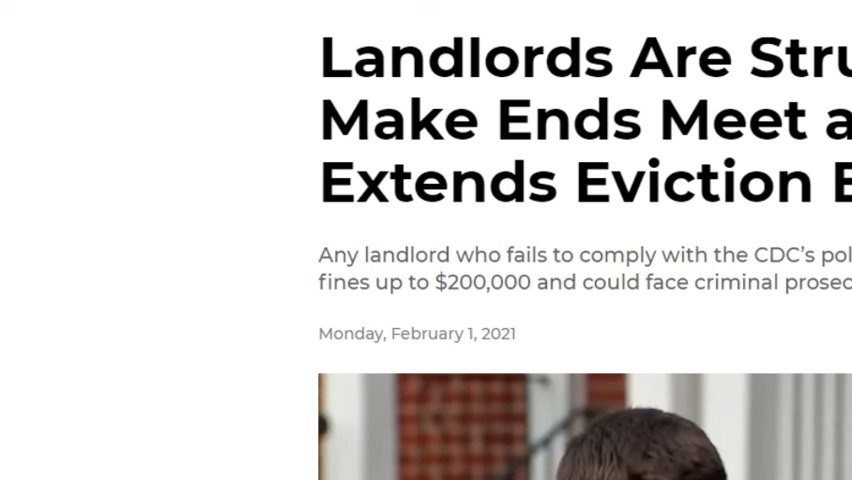 Landlords Are Stru
Make Ends Meet a
Extends Eviction
Any landlord who fails to comply with the CDC’s pol
fines up to $200,000 and could face criminal prosec
Monday, February 1, 2021